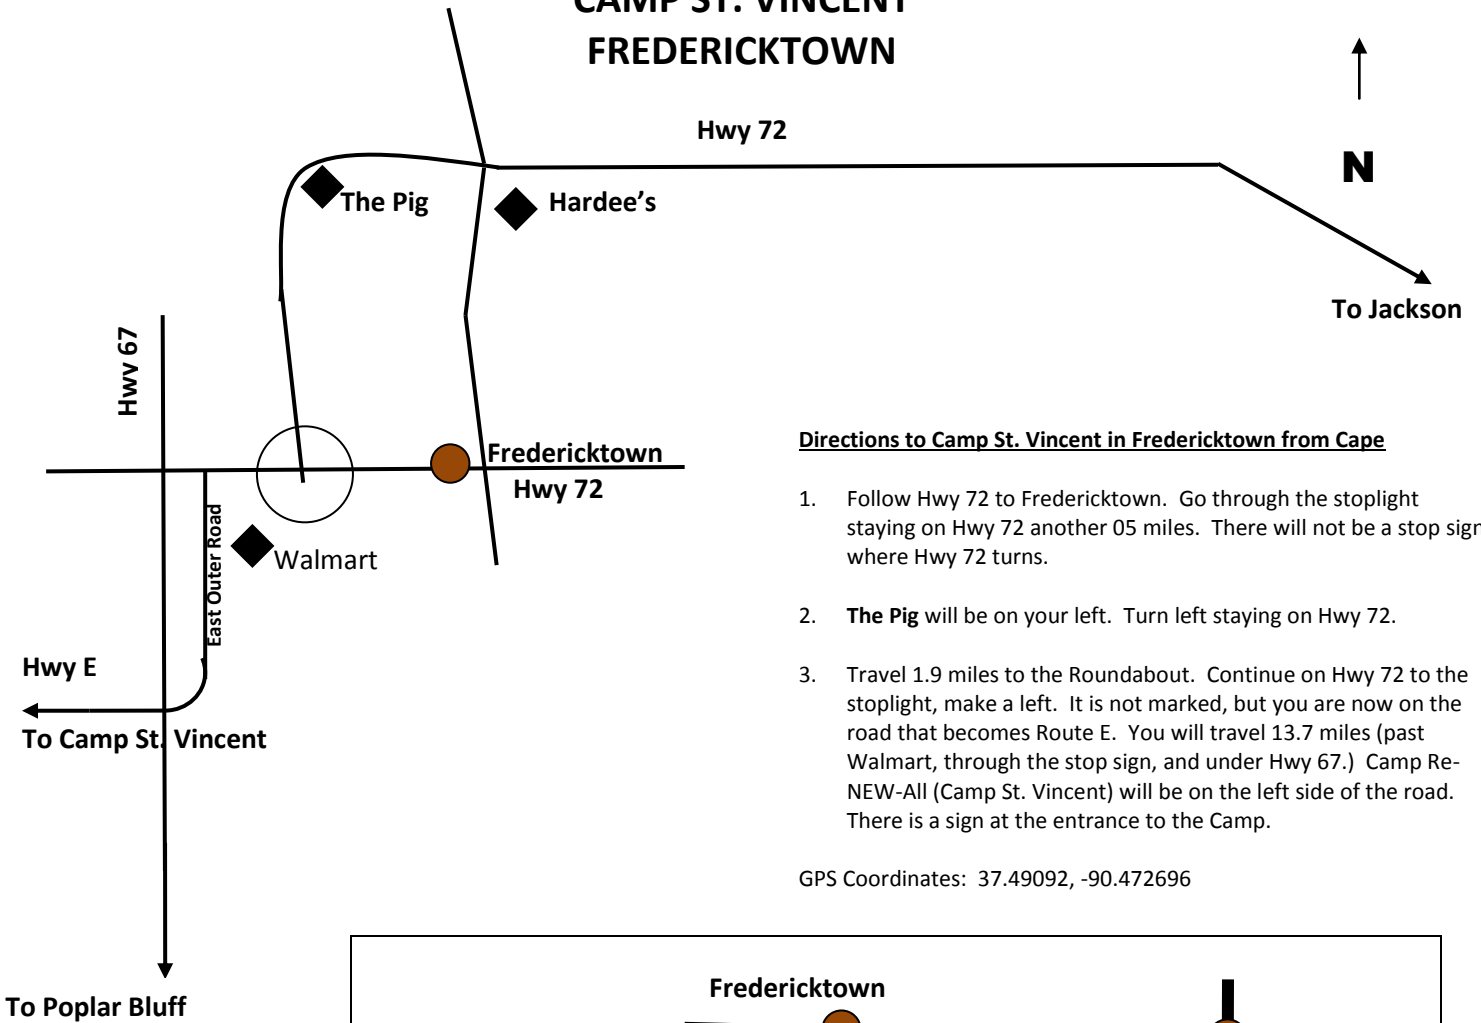 CAMP ST. VINCENT
FREDERICKTOWN
Hwy 72
N
The Pig
Hardee’s
To Jackson
Hwy 67
Fredericktown
Hwy 72
Walmart
East Outer Road
Hwy E
To Camp St. Vincent
To Poplar Bluff
Directions to Camp St. Vincent in Fredericktown from Cape
1. Follow Hwy 72 to Fredericktown. Go through the stoplight
staying on Hwy 72 another 05 miles. There will not be a stop sign
where Hwy 72 turns.
2. The Pig will be on your left. Turn left staying on Hwy 72.
3. Travel 1.9 miles to the Roundabout. Continue on Hwy 72 to the
stoplight, make a left. It is not marked, but you are now on the
road that becomes Route E. You will travel 13.7 miles (past
Walmart, through the stop sign, and under Hwy 67.) Camp Re-
NEW-All (Camp St. Vincent) will be on the left side of the road.
There is a sign at the entrance to the Camp.
GPS Coordinates: 37.49092, -90.472696
Fredericktown